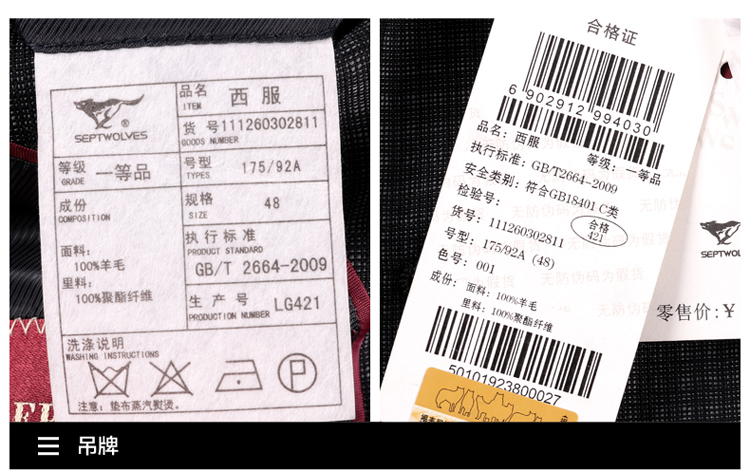 SEPTWOLVES
品名 西服
ITEM
货号111260302811
GOODS NUMBER
等级 一等品
GRADE
号型 175/92A
TYPES
成份
COMPOSITION
规格 48
SIZE
面料：
100%羊毛
里料：
100%聚酯纤维
执行标准
PRODUCT STANDARD
GB/T 2664-2009
生产号 LG421
PRODUCTION NUMBER
洗涤说明
WASHING INSTRUCTIONS
P
注意：垫布蒸汽熨烫。
合格证
6 902912 994030
品名：西服 等级：一等品
执行标准：GB/T2664-2009
安全类别：符合GB18401 C类
检验号：
合格
421
货号：111260302811
号型：175/92A (48)
色号：001
成份：面料：100%羊毛
里料：100%聚酯纤维
50101923800027
无防伪码为假货
零售价：¥
吊牌